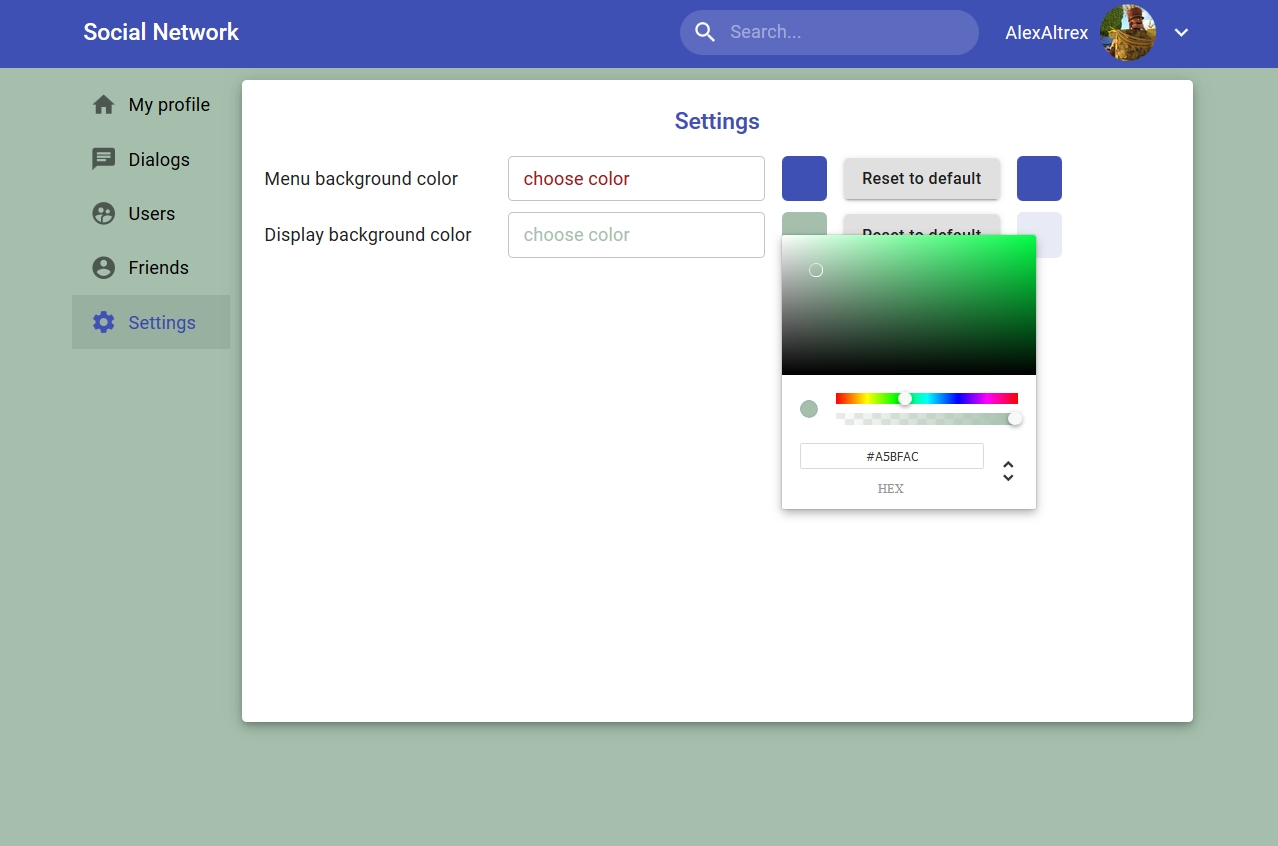 Social Network
Search...
AlexAltrex
My profile
Dialogs
Users
Friends
Settings
Settings
Menu background color
choose color
Reset to default
Display background color
choose color
Reset to default
#A5BFAC
HEX